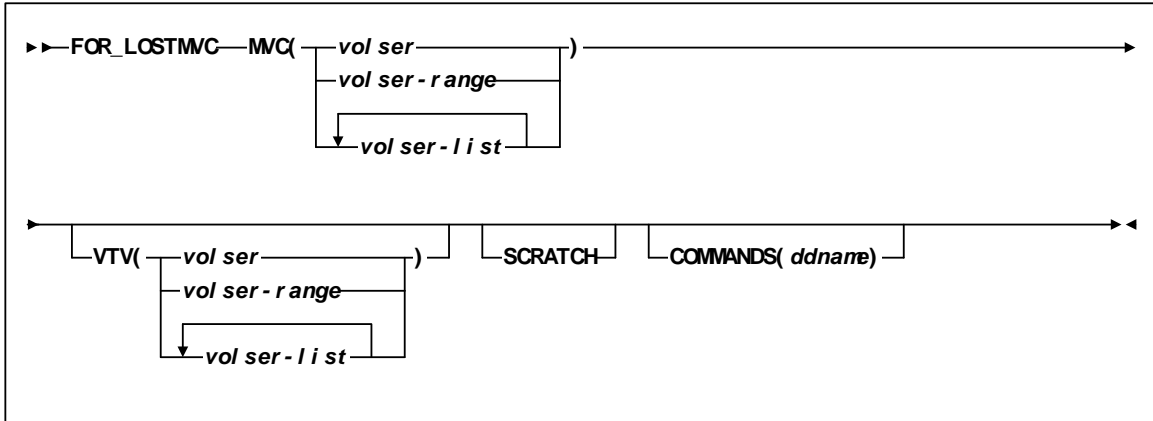 FOR_LOSTMVC MVC( volser )
volser-range
volser-list
VTV( volser ) SCRATCH COMMANDS( ddname)
volser-range
volser-list